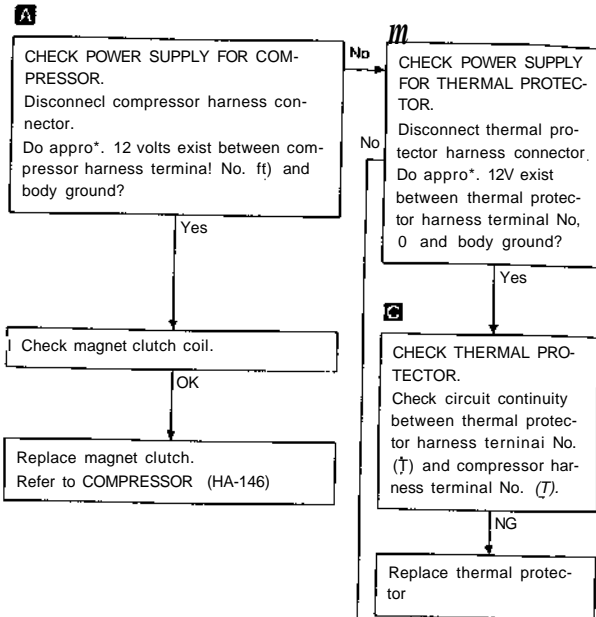 A
CHECK POWER SUPPLY FOR COM-
PRESSOR.
Disconnecl compressor harness con-
nector.
Do appro*. 12 volts exist between com-
pressor harness termina! No. ft) and
body ground?
No
Yes
Check magnet clutch coil.
OK
Replace magnet clutch.
Refer to COMPRESSOR (HA-146)
m
CHECK POWER SUPPLY
FOR THERMAL PROTEC-
TOR.
Disconnect thermal pro-
tector harness connector
Do appro*. 12V exist
between thermal protec-
tor harness terminal No,
0 and body ground?
No
Yes
C
CHECK THERMAL PRO-
TECTOR.
Check circuit continuity
between thermal protec-
tor harness terninai No.
(T) and compressor har-
ness terminal No. (T).
NG
Replace thermal protec-
tor